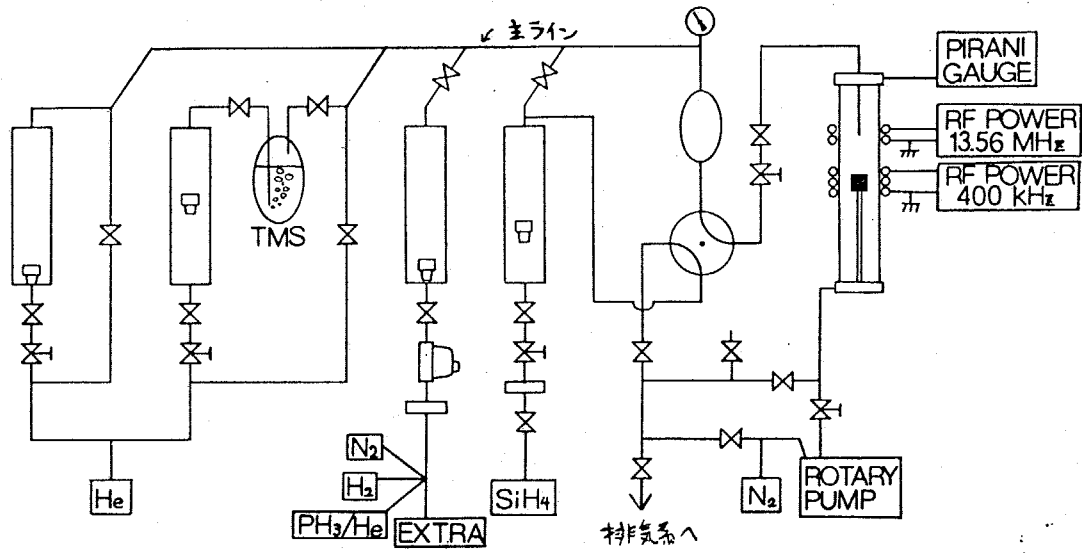 主ライン
PIRANI
GAUGE
RF POWER
13.56 MHz
RF POWER
400 kHz
TMS
He
N₂
H₂
PH₃/He
EXTRA
SiH₄
N₂
ROTARY
PUMP
排気系へ